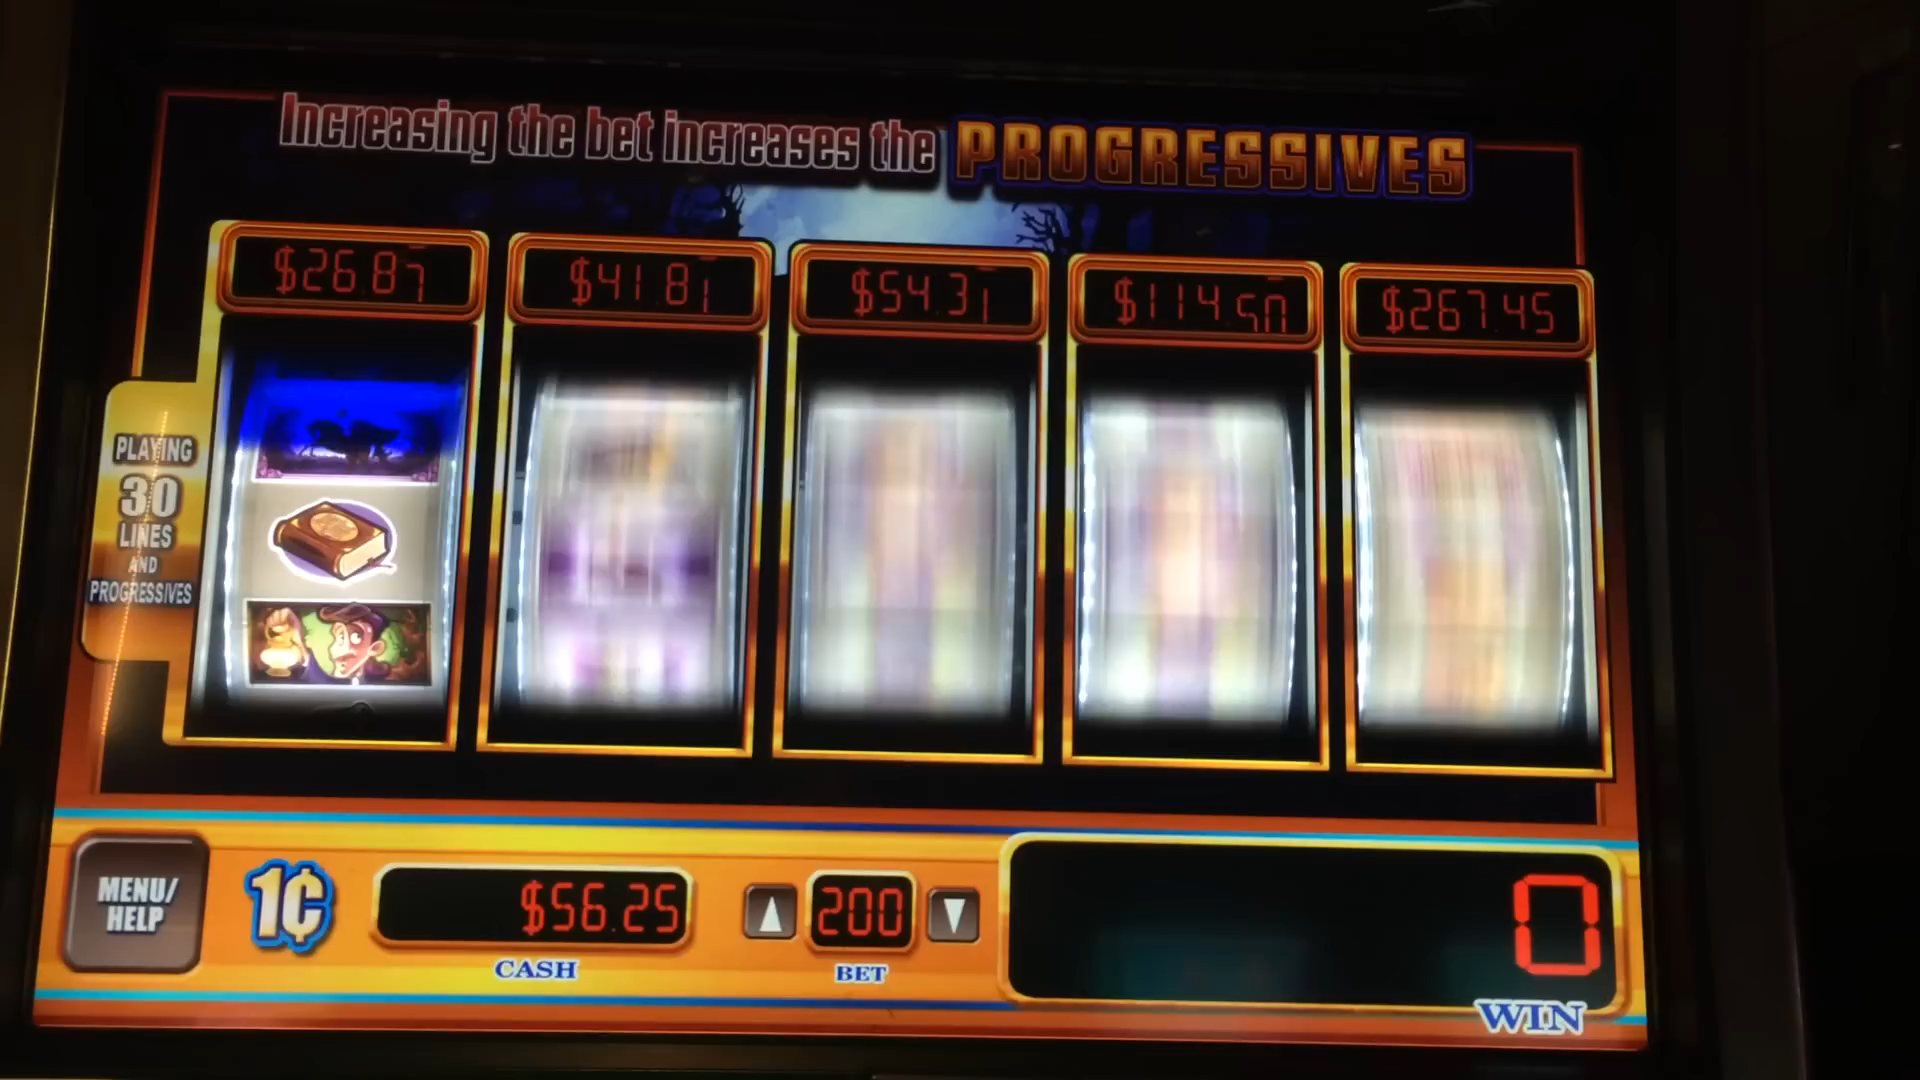 Increasing the bet increases the PROGRESSIVES
$26.87
$41.81
$54.31
$114.50
$267.45
PLAYING
30
LINES
AND
PROGRESSIVES
MENU/
HELP
1¢
$56.25
CASH
200
BET
0
WIN